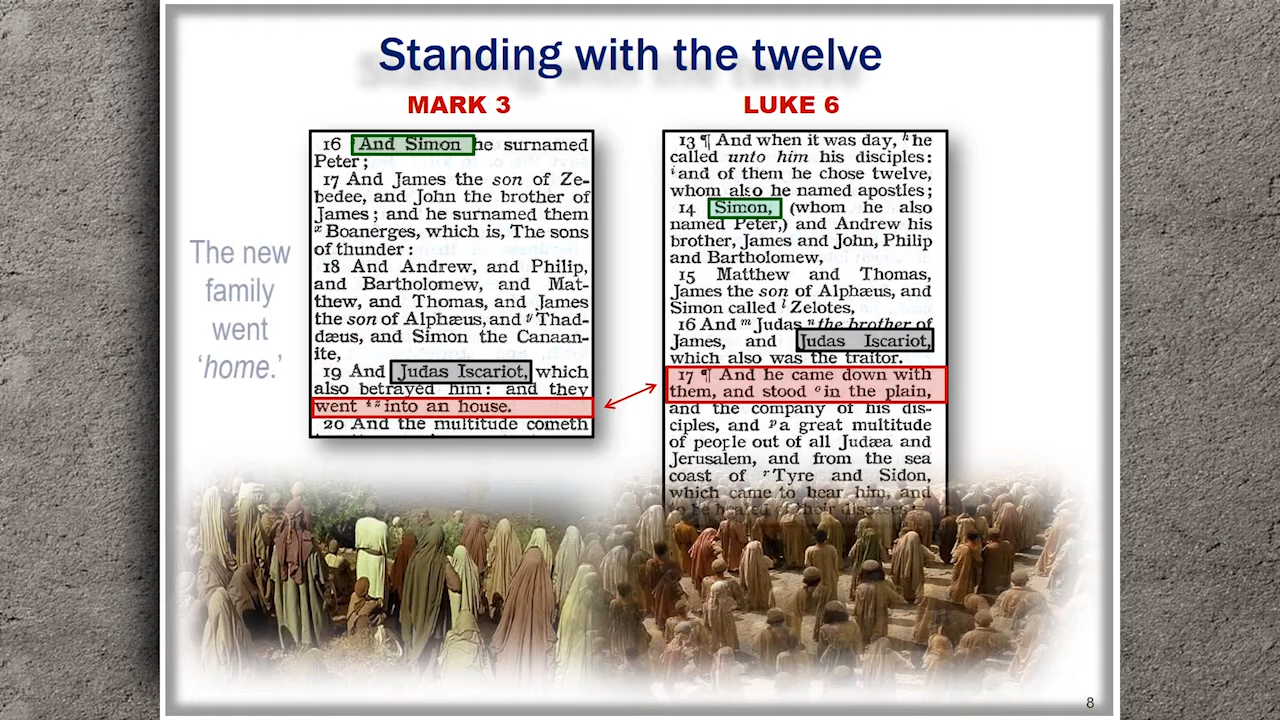 Standing with the twelve
MARK 3
16 And Simon he surnamed
Peter;
17 And James the son of Ze-
bedee, and John the brother of
James; and he surnamed them
x Boanerges, which is, The sons
of thunder:
18 And Andrew, and Philip,
and Bartholomew, and Mat-
thew, and Thomas, and James
the son of Alphæus, and y Thad-
dæus, and Simon the Canaan-
ite,
19 And Judas Iscariot, which
also betrayed him: and they
went into an house.
20 And the multitude cometh
LUKE 6
13 ¶ And when it was day, h he
called unto him his disciples:
i and of them he chose twelve,
whom also he named apostles;
14 Simon, (whom he also
named Peter,) and Andrew his
brother, James and John, Philip
and Bartholomew,
15 Matthew and Thomas,
James the son of Alphæus, and
Simon called l Zelotes,
16 And m Judas n the brother of
James, and Judas Iscariot,
which also was the traitor.
17 ¶ And he came down with
them, and stood o in the plain,
and the company of his dis-
ciples, and p a great multitude
of people out of all Judæa and
Jerusalem, and from the sea
coast of r Tyre and Sidon,
which came to hear him, and
to be healed of their diseases
The new
family
went
‘home.’
8